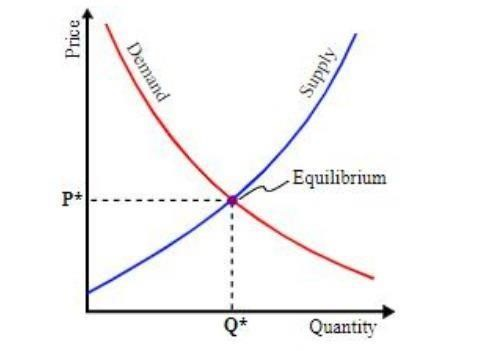 Price
Demand
Supply
Equilibrium
P*
Q*
Quantity